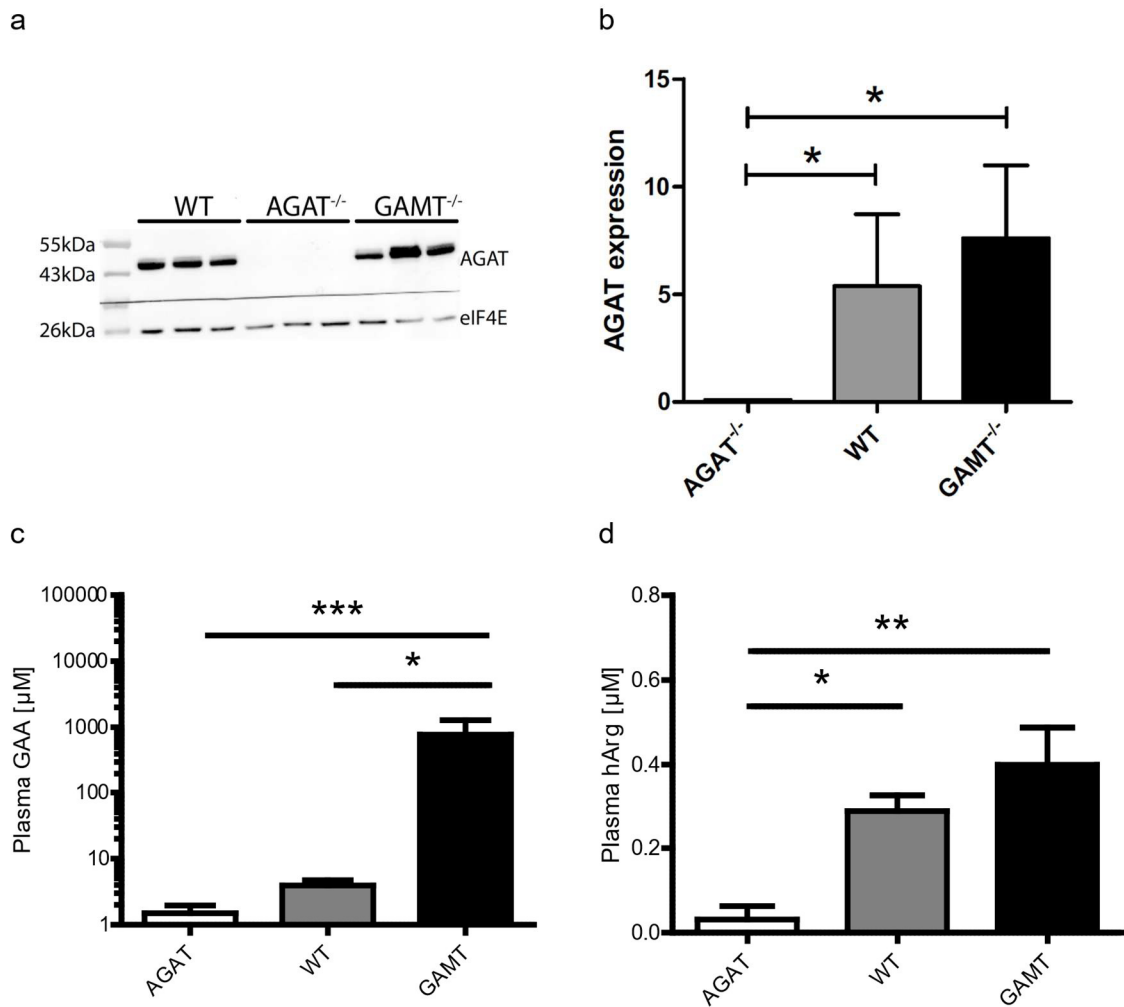 a
WT AGAT-/- GAMT-/-
55kDa
AGAT
43kDa
eIF4E
26kDa
b
15
10
5
0
AGAT expression
*
*
AGAT-/-
WT
GAMT-/-
c
100000
10000
1000
100
10
1
Plasma GAA [µM]
***
*
AGAT
WT
GAMT
d
0.8
0.6
0.4
0.2
0.0
Plasma hArg [µM]
**
*
AGAT
WT
GAMT